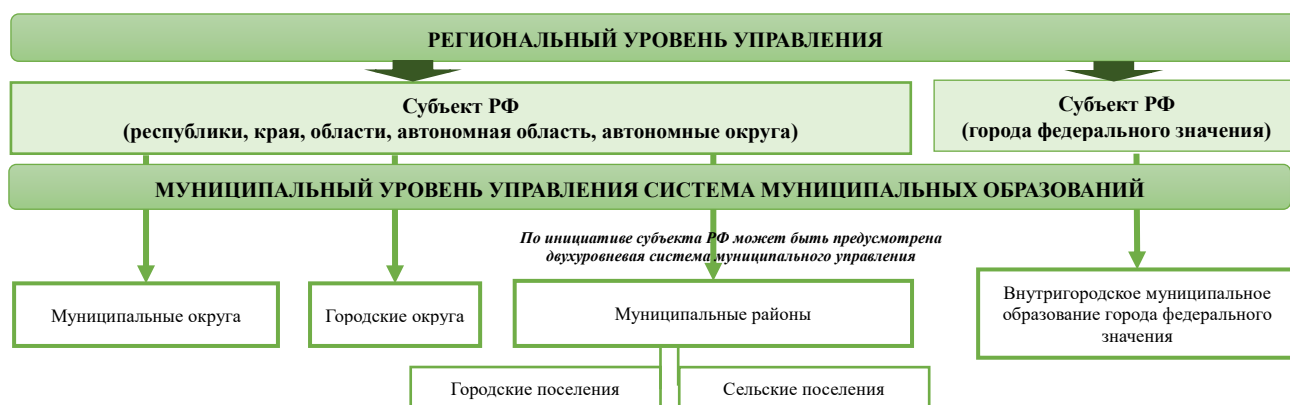 РЕГИОНАЛЬНЫЙ УРОВЕНЬ УПРАВЛЕНИЯ
Субъект РФ
(республики, края, области, автономная область, автономные округа)
Субъект РФ
(города федерального значения)
МУНИЦИПАЛЬНЫЙ УРОВЕНЬ УПРАВЛЕНИЯ СИСТЕМА МУНИЦИПАЛЬНЫХ ОБРАЗОВАНИЙ
По инициативе субъекта РФ может быть предусмотрена
двухуровневая система муниципального управления
Муниципальные округа
Городские округа
Муниципальные районы
Внутригородское муниципальное
образование города федерального
значения
Городские поселения
Сельские поселения